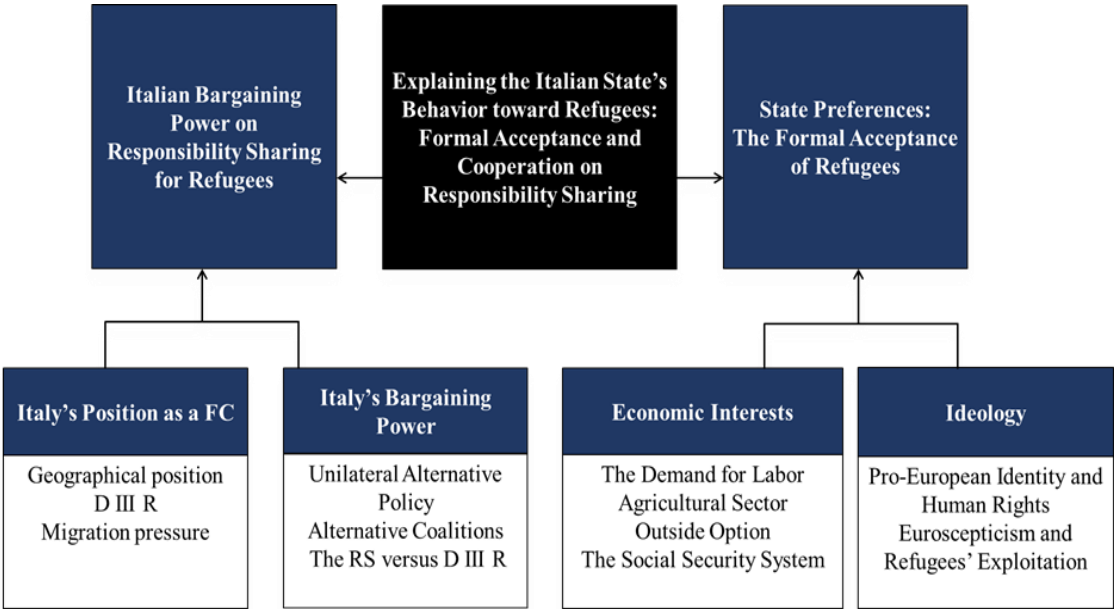 Italian Bargaining
Power on
Responsibility Sharing
for Refugees
Explaining the Italian State’s
Behavior toward Refugees:
Formal Acceptance and
Cooperation on
Responsibility Sharing
State Preferences:
The Formal Acceptance
of Refugees
Italy’s Position as a FC
Geographical position
D III R
Migration pressure
Italy’s Bargaining
Power
Unilateral Alternative
Policy
Alternative Coalitions
The RS versus D III R
Economic Interests
The Demand for Labor
Agricultural Sector
Outside Option
The Social Security System
Ideology
Pro-European Identity and
Human Rights
Euroscepticism and
Refugees’ Exploitation